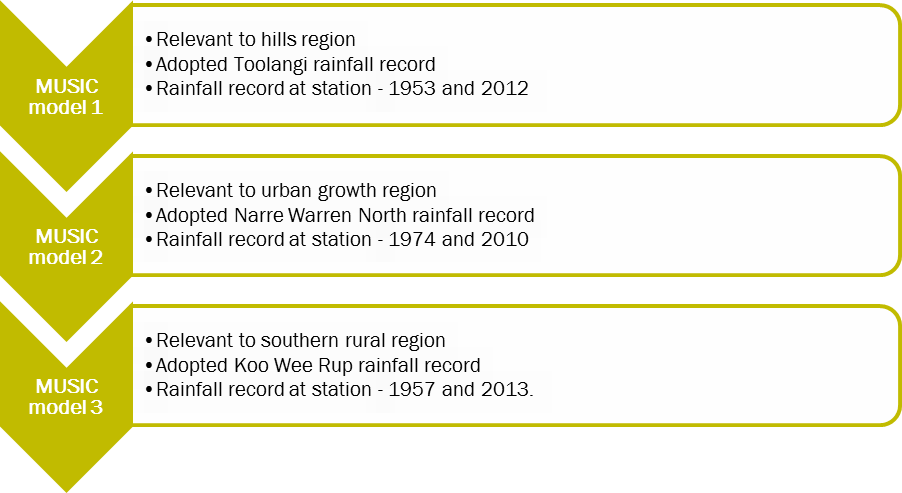 MUSIC
model 1
•Relevant to hills region
•Adopted Toolangi rainfall record
•Rainfall record at station - 1953 and 2012
MUSIC
model 2
•Relevant to urban growth region
•Adopted Narre Warren North rainfall record
•Rainfall record at station - 1974 and 2010
MUSIC
model 3
•Relevant to southern rural region
•Adopted Koo Wee Rup rainfall record
•Rainfall record at station - 1957 and 2013.